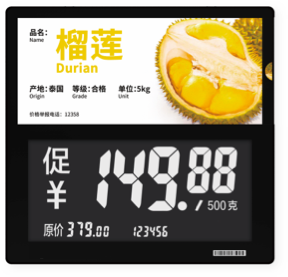 品名: 榴莲
Name Durian
产地:泰国 等级:合格 单位:5kg
Origin Grade Unit
价格举报电话: 12358
促 149.88
¥ / 500克
原价 379.00 123456